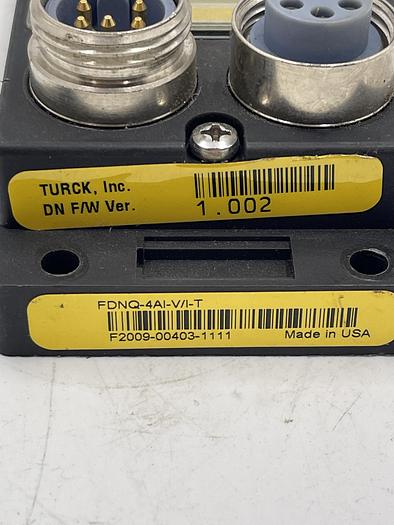 TURCK, Inc.
DN F/W Ver. 1.002
FDNQ-4AI-V/I-T
F2009-00403-1111 Made in USA